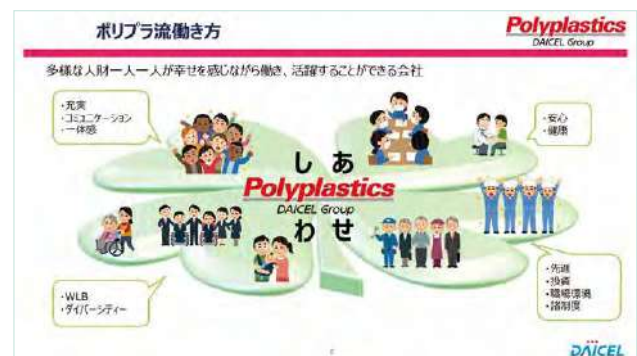 ポリプラ流働き方
Polyplastics
DAICEL Group
多様な人財一人一人が幸せを感じながら働き、活躍することができる会社
・充実
・コミュニケーション
・一体感
・安心
・健康
しあ
Polyplastics
DAICEL Group
わせ
・WLB
・ダイバーシティー
・先進
・投資
・職場環境
・諸制度
DAICEL